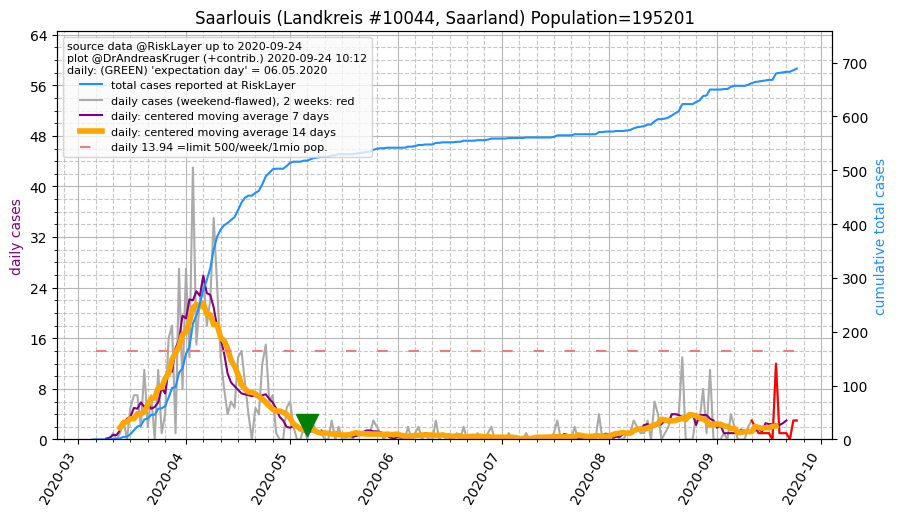 Saarlouis (Landkreis #10044, Saarland) Population=195201
source data @RiskLayer up to 2020-09-24
plot @DrAndreasKruger (+contrib.) 2020-09-24 10:12
daily: (GREEN) 'expectation day' = 06.05.2020
total cases reported at RiskLayer
daily cases (weekend-flawed), 2 weeks: red
daily: centered moving average 7 days
daily: centered moving average 14 days
daily 13.94 =limit 500/week/1mio pop.
daily cases
64
56
48
40
32
24
16
8
0
cumulative total cases
700
600
500
400
300
200
100
0
2020-03
2020-04
2020-05
2020-06
2020-07
2020-08
2020-09
2020-10